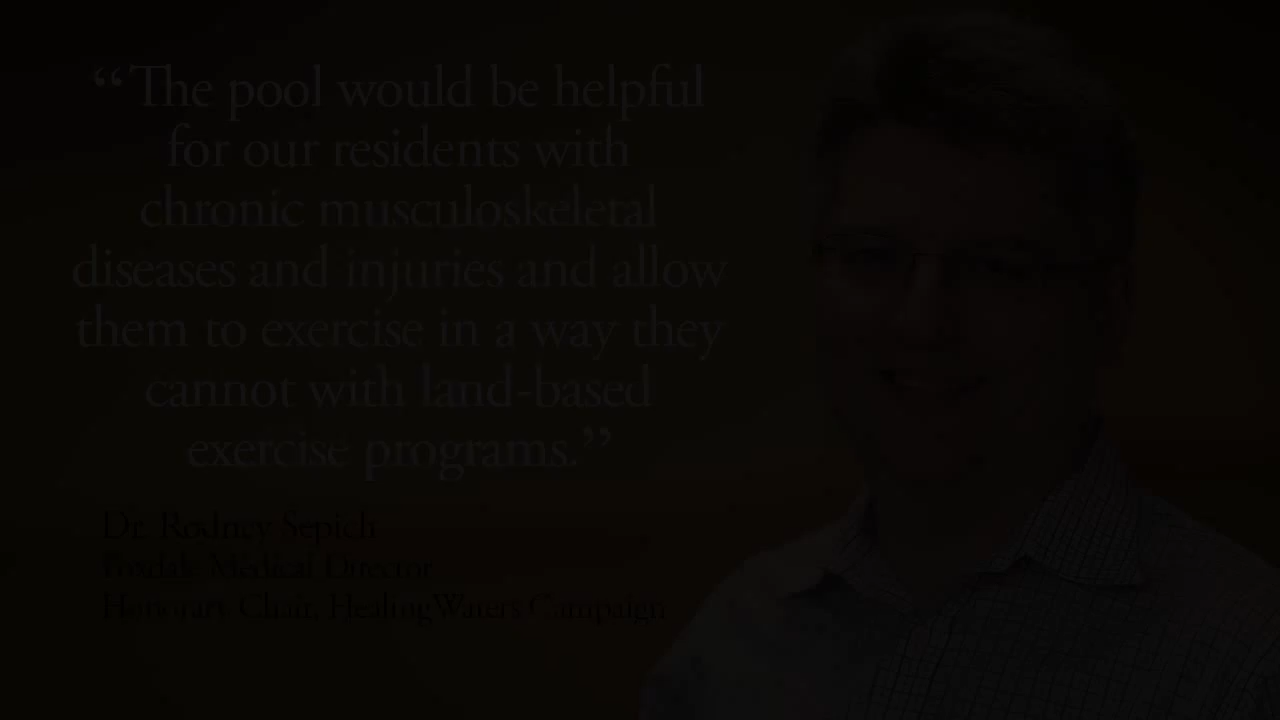 “The pool would be helpful
for our residents with
chronic musculoskeletal
diseases and injuries and allow
them to exercise in a way they
cannot with land-based
exercise programs.”
Dr. Rodney Sepich
Foxdale Medical Director
Honorary Chair, HealingWaters Campaign